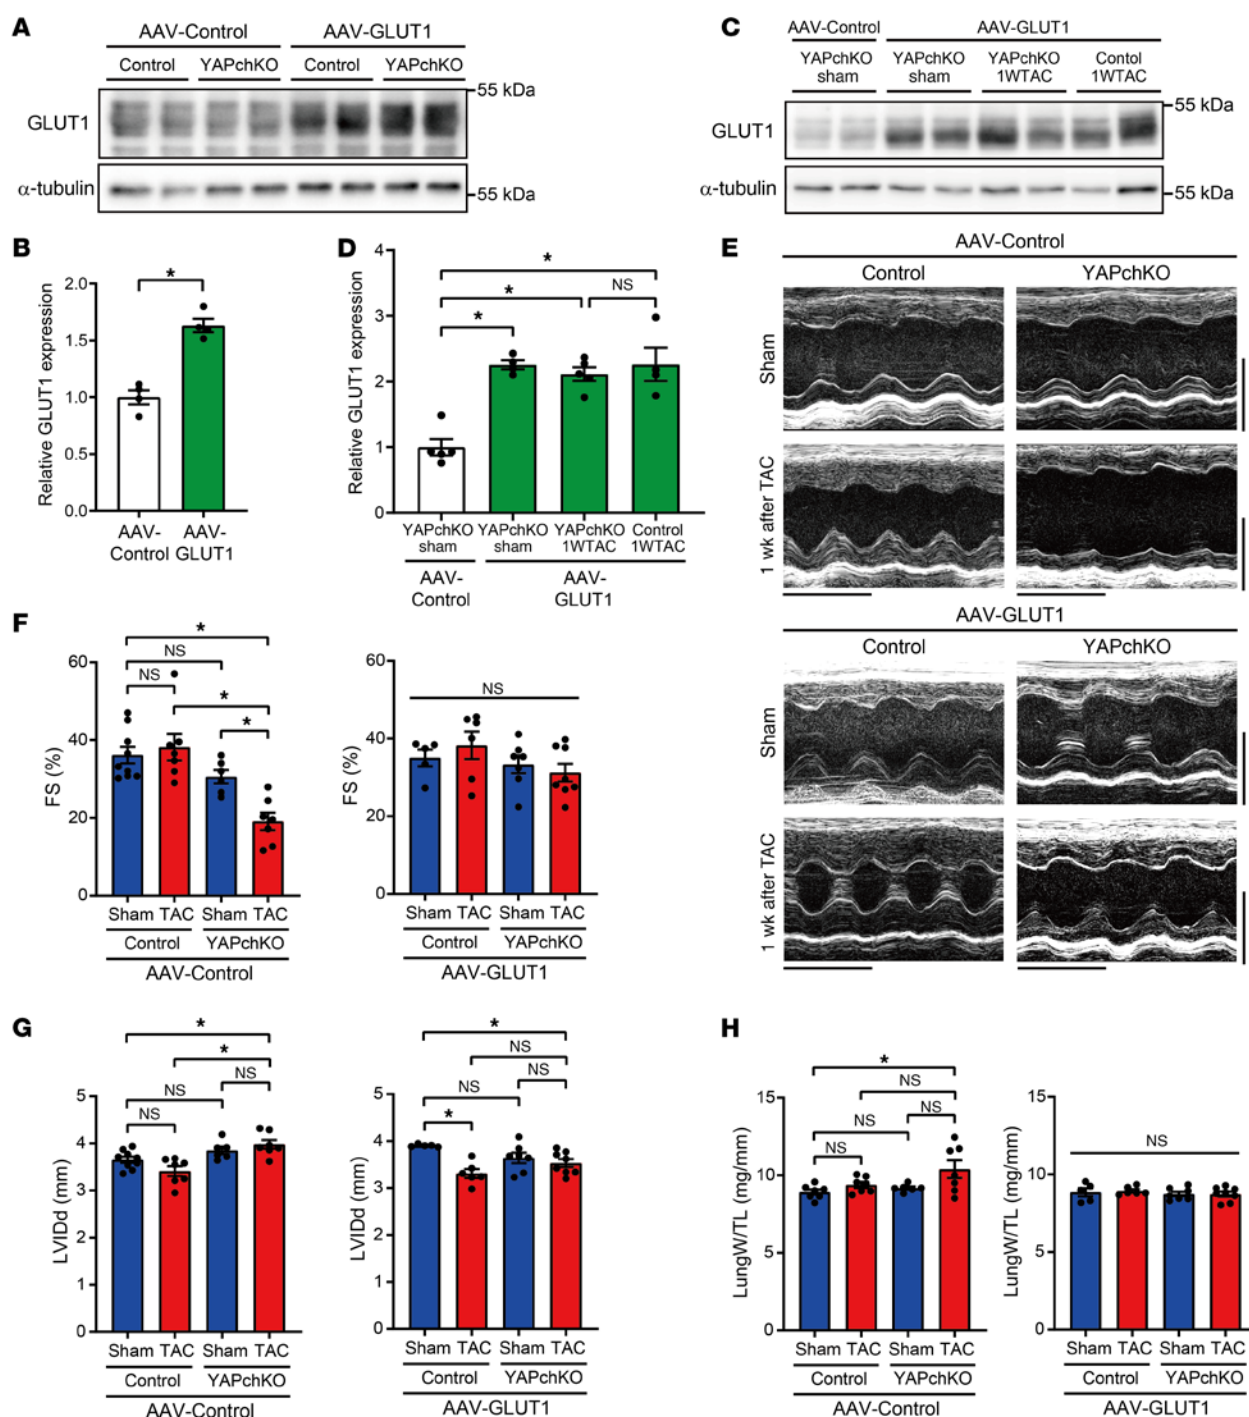 A
AAV-Control AAV-GLUT1
Control YAPchKO Control YAPchKO
55 kDa
GLUT1
α-tubulin
55 kDa
C
AAV-Control AAV-GLUT1
YAPchKO YAPchKO YAPchKO Contol
sham sham 1WTAC 1WTAC
55 kDa
GLUT1
α-tubulin
55 kDa
B
Relative GLUT1 expression
2.0
1.5
1.0
0.5
0.0
*
AAV- AAV-
Control GLUT1
D
Relative GLUT1 expression
4
3
2
1
0
*
*
NS
*
YAPchKO YAPchKO YAPchKO Control
sham sham 1WTAC 1WTAC
AAV- AAV-
Control GLUT1
E
AAV-Control
Control YAPchKO
Sham
1 wk after TAC
AAV-GLUT1
Control YAPchKO
Sham
1 wk after TAC
F
FS (%)
60
40
20
0
*
NS
NS
*
*
Sham TAC Sham TAC
Control YAPchKO
AAV-Control
FS (%)
60
40
20
0
NS
Sham TAC Sham TAC
Control YAPchKO
AAV-GLUT1
G
LVIDd (mm)
5
4
3
2
1
0
*
*
NS
NS
NS
Sham TAC Sham TAC
Control YAPchKO
AAV-Control
LVIDd (mm)
5
4
3
2
1
0
*
NS
NS
NS
*
Sham TAC Sham TAC
Control YAPchKO
AAV-GLUT1
H
LungW/TL (mg/mm)
15
10
5
0
*
NS
NS
NS
NS
Sham TAC Sham TAC
Control YAPchKO
AAV-Control
LungW/TL (mg/mm)
15
10
5
0
NS
Sham TAC Sham TAC
Control YAPchKO
AAV-GLUT1